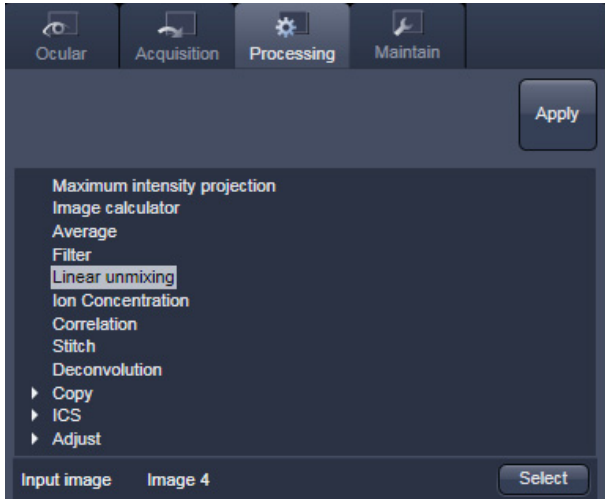 Ocular Acquisition Processing Maintain
Apply
Maximum intensity projection
Image calculator
Average
Filter
Linear unmixing
Ion Concentration
Correlation
Stitch
Deconvolution
Copy
ICS
Adjust
Input image Image 4 Select